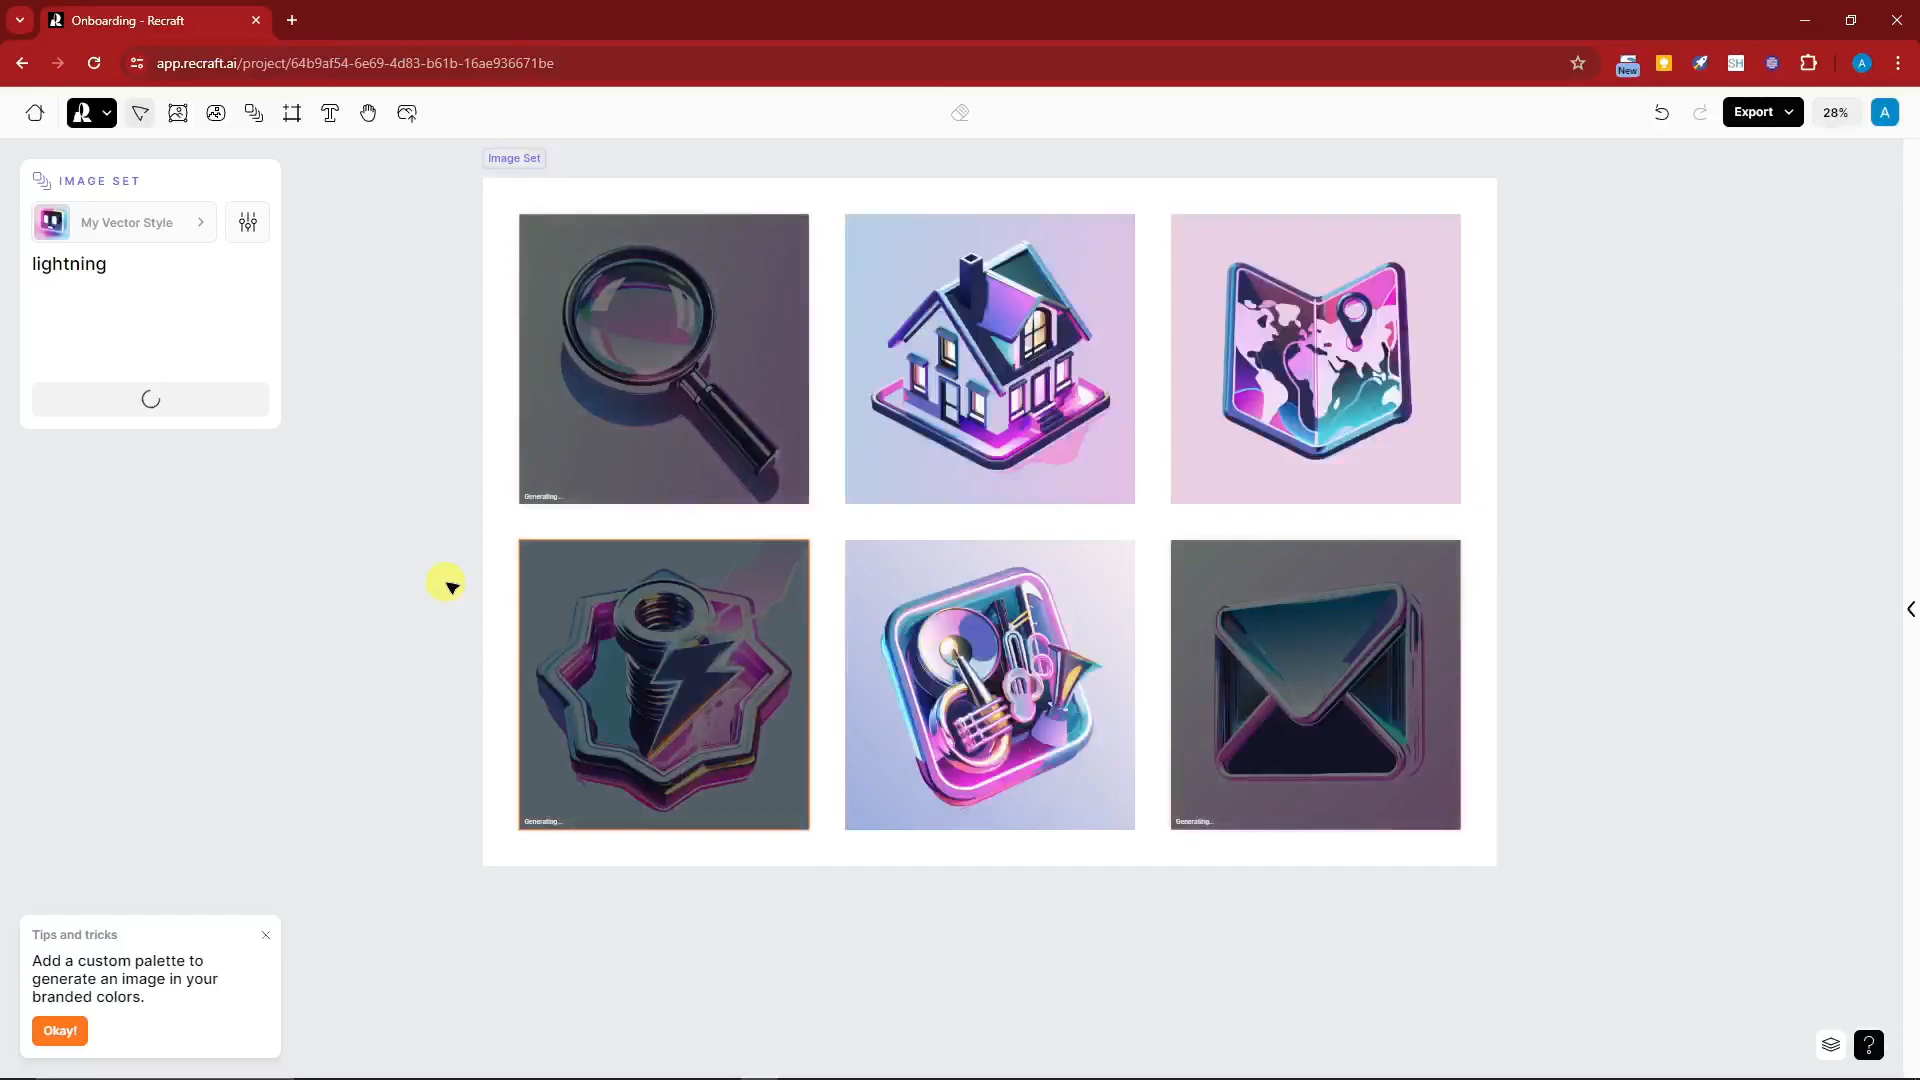 Onboarding - Recraft
app.recraft.ai/project/64b9af54-6e69-4d83-b61b-16ae936671be
New
SH
A
Export
28%
A
Image Set
IMAGE SET
My Vector Style
lightning
Generating...
Generating...
Generating...
Tips and tricks
Add a custom palette to
generate an image in your
branded colors.
Okay!
?